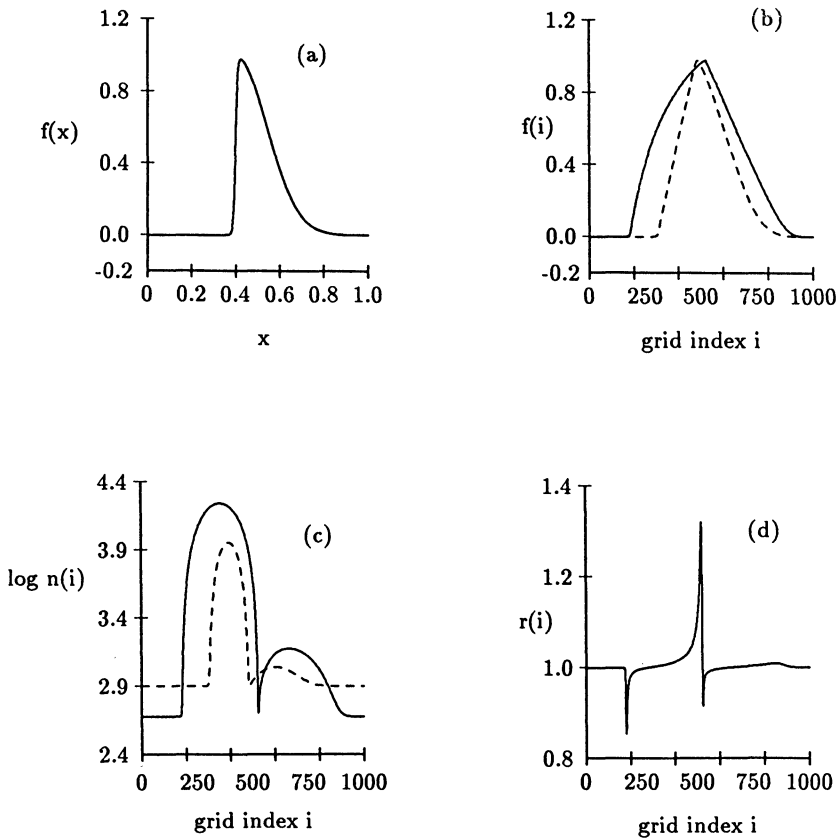 (a)
1.2
0.8
f(x)
0.4
0.0
-0.2
0 0.2 0.4 0.6 0.8 1.0
x
(b)
1.2
0.8
f(i)
0.4
0.0
-0.2
0 250 500 750 1000
grid index i
(c)
4.4
3.9
log n(i)
3.4
2.9
2.4
0 250 500 750 1000
grid index i
(d)
1.4
1.2
r(i)
1.0
0.8
0 250 500 750 1000
grid index i